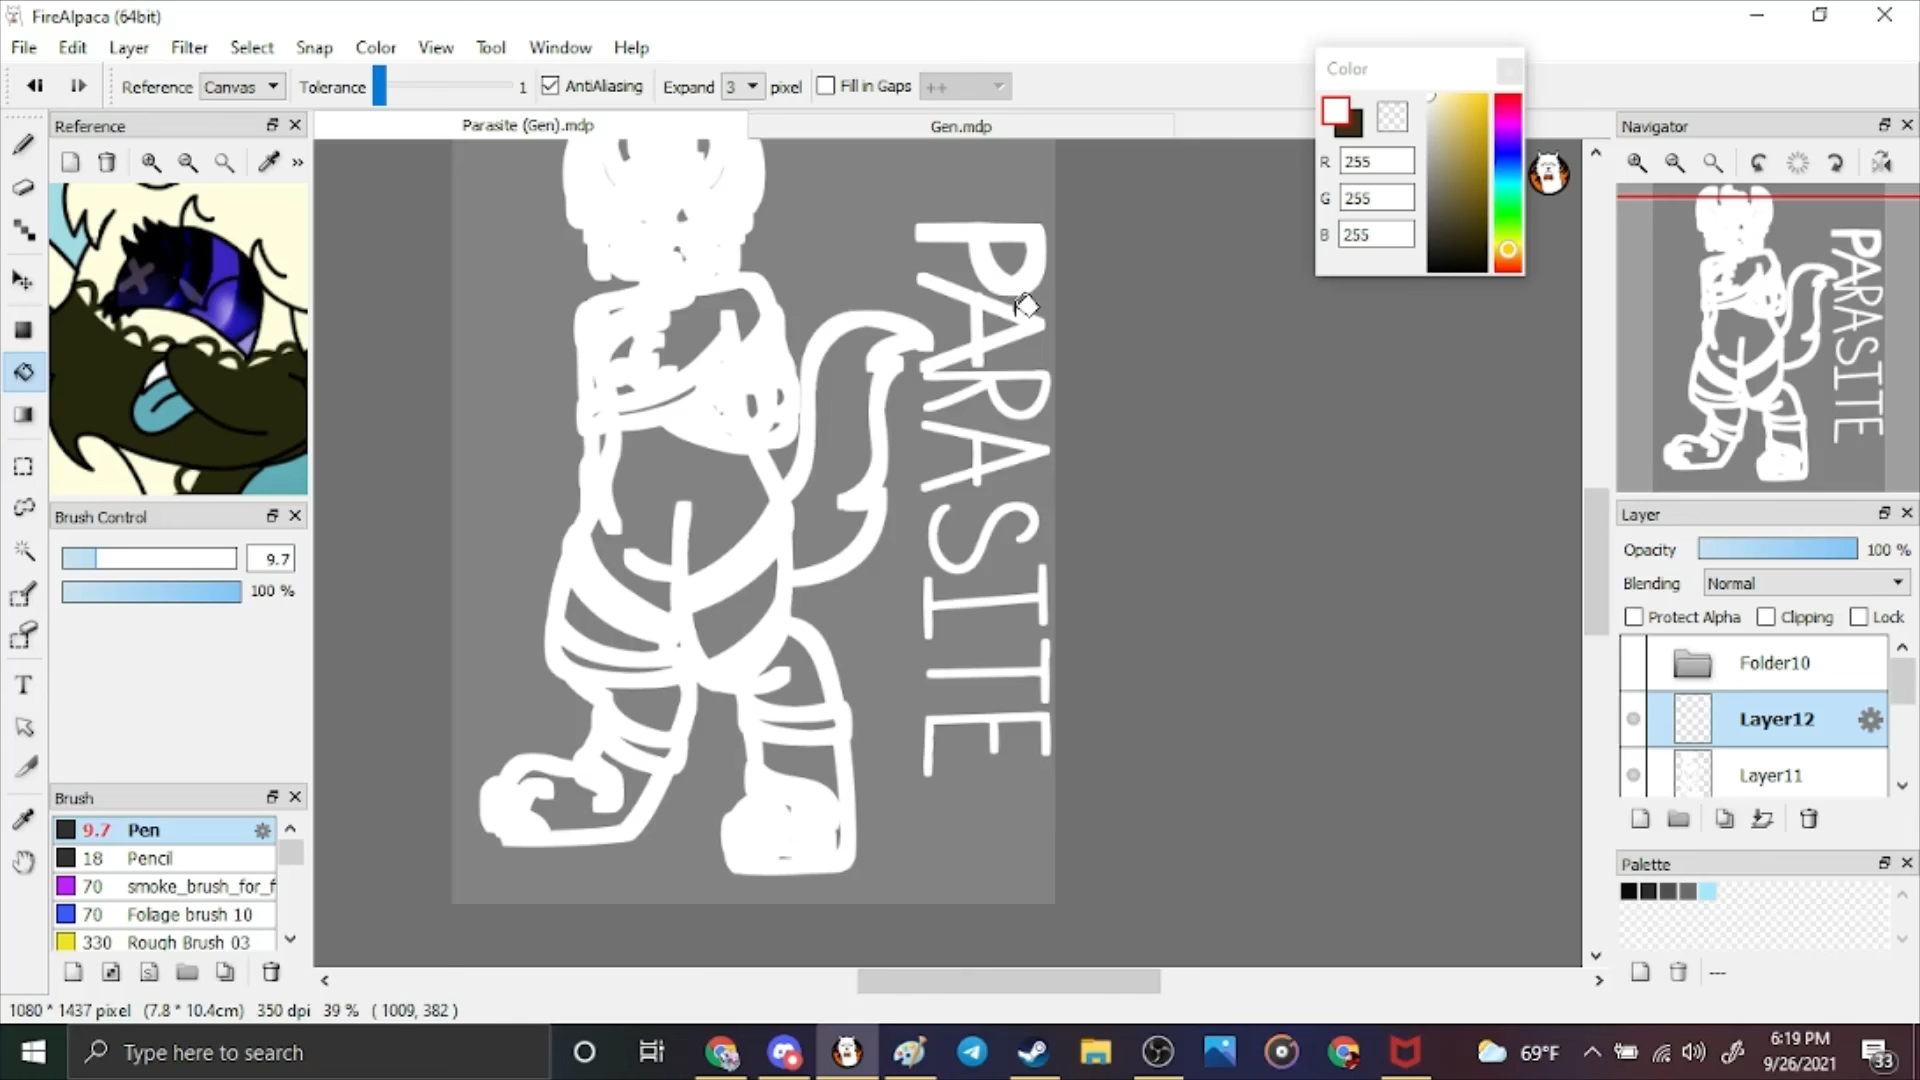 FireAlpaca (64bit)
File Edit Layer Filter Select Snap Color View Tool Window Help
Reference Canvas Tolerance 1 AntiAliasing Expand 3 pixel Fill in Gaps ++
Color
R 255
G 255
B 255
Reference
Parasite (Gen).mdp
Gen.mdp
Navigator
PARASITE
PARASITE
Brush Control
9.7
100 %
Layer
Opacity 100 %
Blending Normal
Protect Alpha Clipping Lock
Folder10
Layer12
Layer11
Brush
9.7 Pen
18 Pencil
70 smoke_brush_for_f
70 Foliage brush 10
330 Rough Brush 03
Palette
---
1080 * 1437 pixel (7.8 * 10.4cm) 350 dpi 39 % ( 1009, 382 )
Type here to search
69°F
6:19 PM
9/26/2021
33